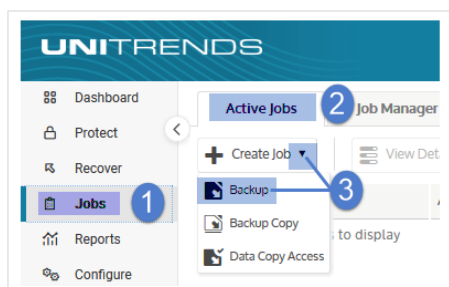 UNITRENDS
Dashboard
Protect
Recover
Jobs 1
Reports
Configure
Active Jobs 2 Job Manager
Create Job View Det
Backup 3
Backup Copy
to display
Data Copy Access